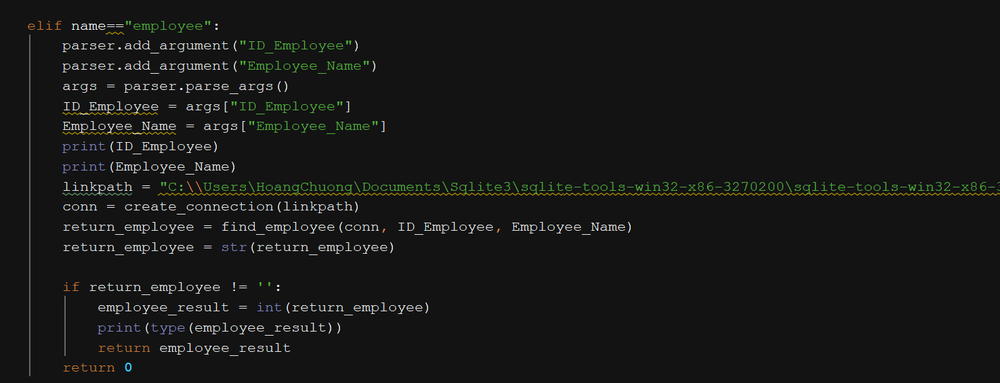 elif name=="employee":
parser.add_argument("ID_Employee")
parser.add_argument("Employee_Name")
args = parser.parse_args()
ID_Employee = args["ID_Employee"]
Employee_Name = args["Employee_Name"]
print(ID_Employee)
print(Employee_Name)
linkpath = "C:\\Users\HoangChuong\Documents\Sqlite3\sqlite-tools-win32-x86-3270200\sqlite-tools-win32-x86-3
conn = create_connection(linkpath)
return_employee = find_employee(conn, ID_Employee, Employee_Name)
return_employee = str(return_employee)
if return_employee != '':
employee_result = int(return_employee)
print(type(employee_result))
return employee_result
return 0